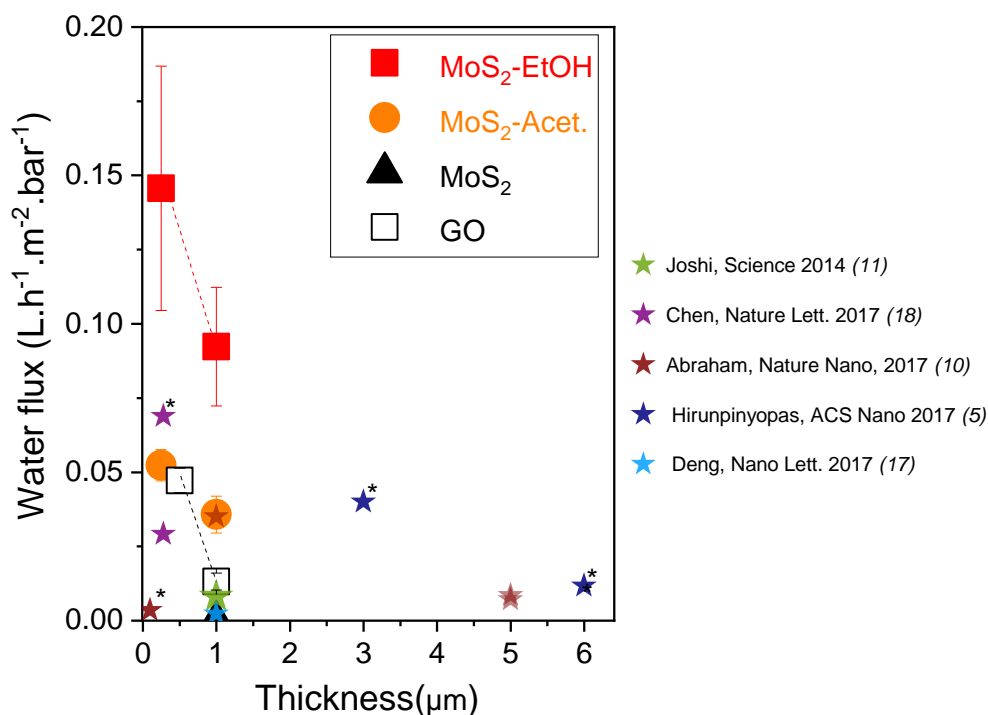 0.20
0.15
0.10
0.05
0.00
Water flux (L.h⁻¹.m⁻².bar⁻¹)
MoS₂-EtOH
MoS₂-Acet.
MoS₂
GO
*
*
*
*
*
0 1 2 3 4 5 6
Thickness(µm)
Joshi, Science 2014 (11)
Chen, Nature Lett. 2017 (18)
Abraham, Nature Nano, 2017 (10)
Hirunpinyopas, ACS Nano 2017 (5)
Deng, Nano Lett. 2017 (17)